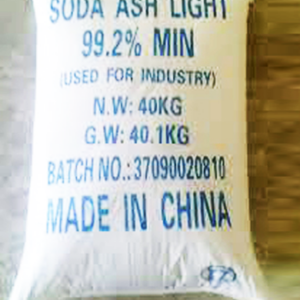 SODA ASH LIGHT
99.2% MIN
(USED FOR INDUSTRY)
N.W: 40KG
G.W: 40.1KG
BATCH NO.: 37090020810
MADE IN CHINA